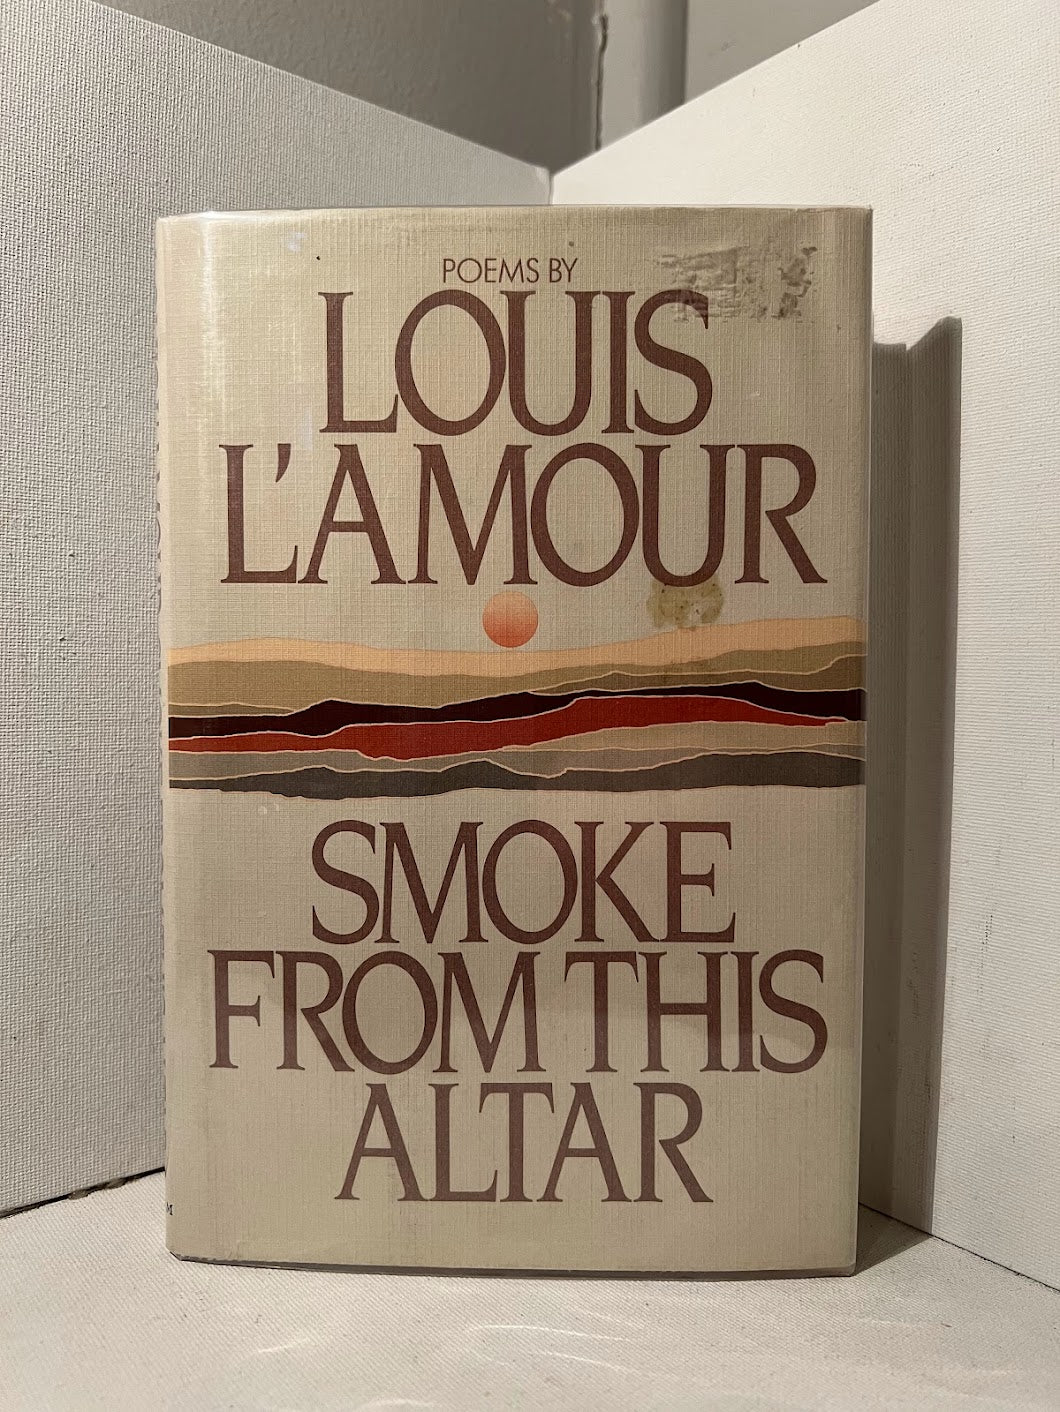 POEMS BY
LOUIS
L'AMOUR
SMOKE
FROM THIS
ALTAR
M